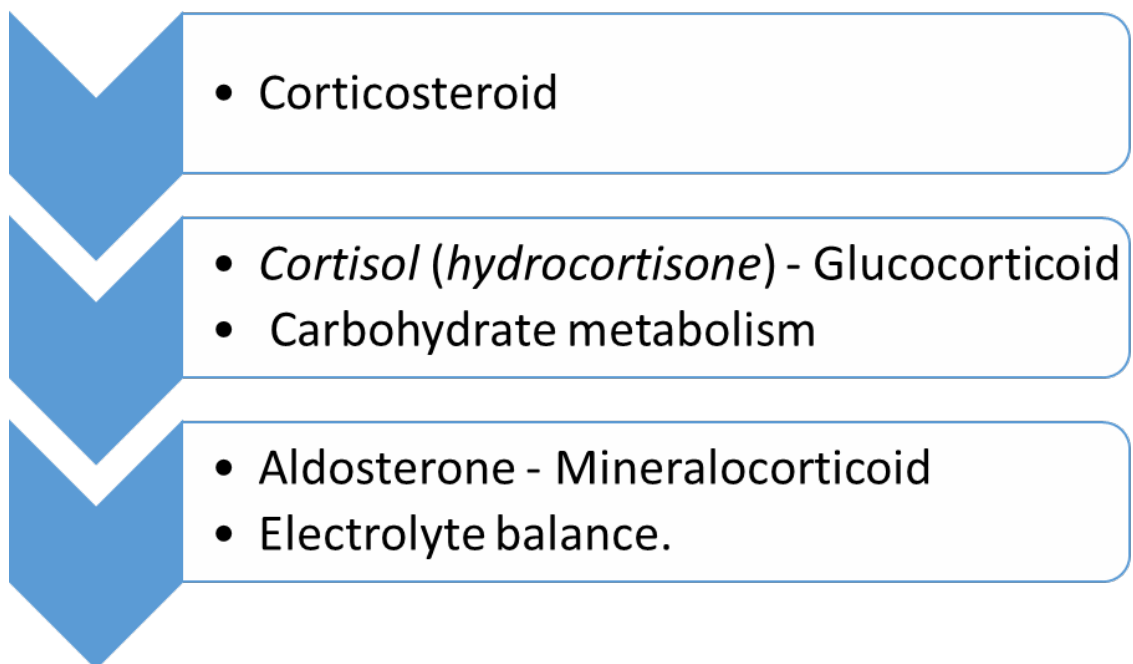 • Corticosteroid
• Cortisol (hydrocortisone) - Glucocorticoid
• Carbohydrate metabolism
• Aldosterone - Mineralocorticoid
• Electrolyte balance.